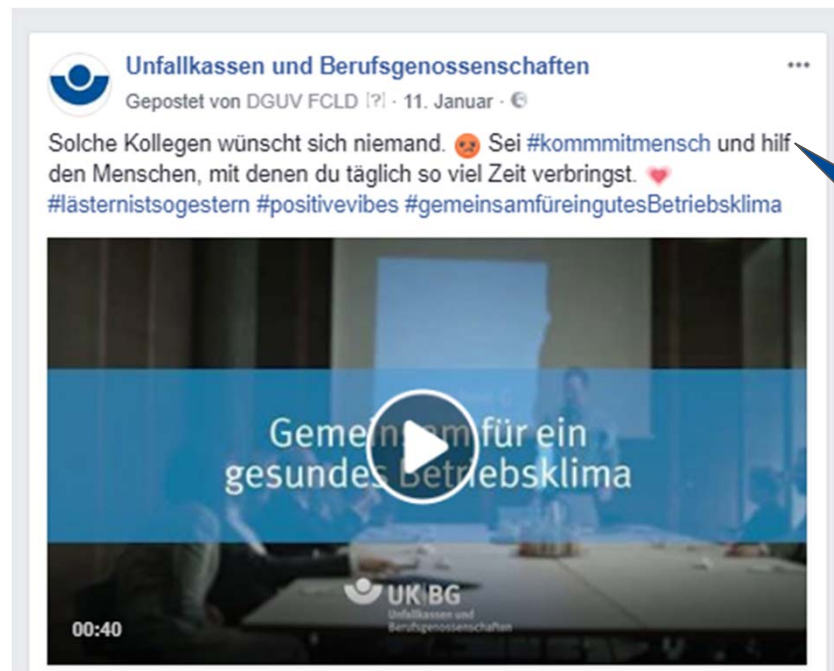 Unfallkassen und Berufsgenossenschaften
Gepostet von DGUV FCLD [?] · 11. Januar ·
Solche Kollegen wünscht sich niemand. 😡 Sei #kommmitmensch und hilf
den Menschen, mit denen du täglich so viel Zeit verbringst. 💗
#lästernistsogestern #positivevibes #gemeinsamfüreingutesBetriebsklima
Gemeinsam für ein
gesundes Betriebsklima
UK BG
Unfallkassen und
Berufsgenossenschaften
00:40